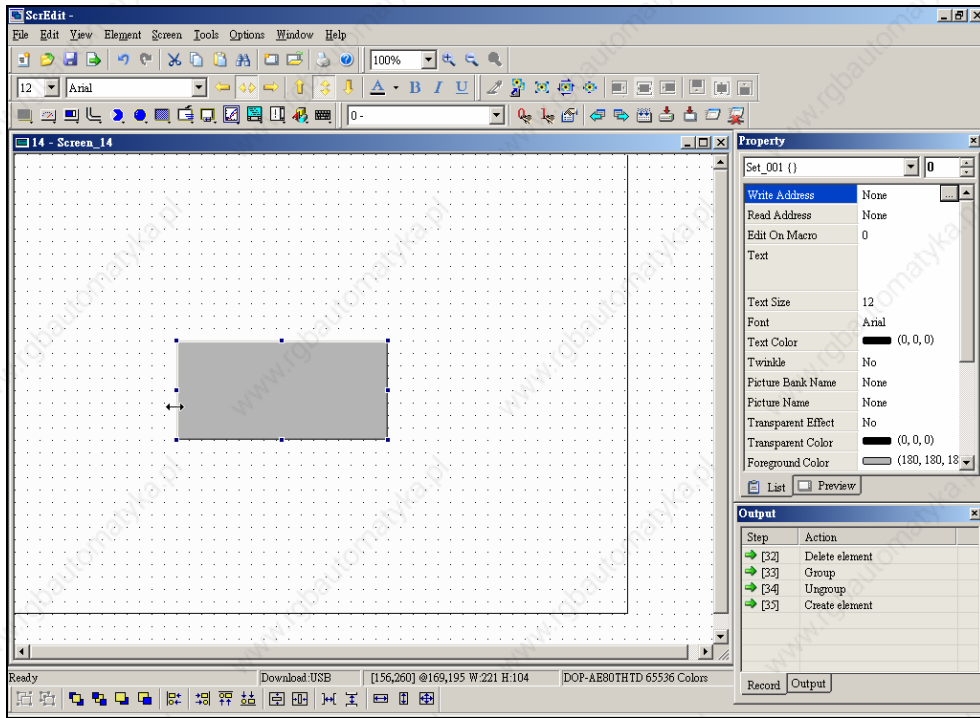 ScrEdit -
File Edit View Element Screen Tools Options Window Help
100%
12 Arial A B I U
0 -
14 - Screen_14
Property
Set_001 {} 0
Write Address None ...
Read Address None
Edit On Macro 0
Text
Text Size 12
Font Arial
Text Color (0, 0, 0)
Twinkle No
Picture Bank Name None
Picture Name None
Transparent Effect No
Transparent Color (0, 0, 0)
Foreground Color (180, 180, 18
List Preview
Output
Step Action
[32] Delete element
[33] Group
[34] Ungroup
[35] Create element
Record Output
Ready Download:USB [156,260] @169,195 W:221 H:104 DOP-AE80THTD 65536 Colors
www.rgbautomatyka.pl